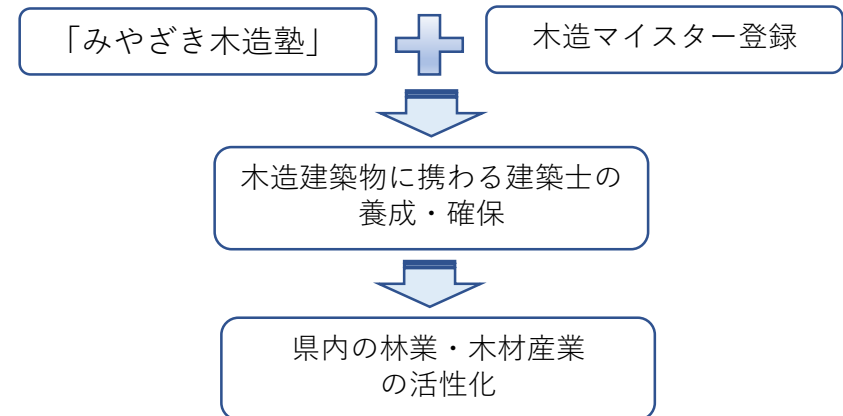 「みやざき木造塾」
木造マイスター登録
木造建築物に携わる建築士の
養成・確保
県内の林業・木材産業
の活性化